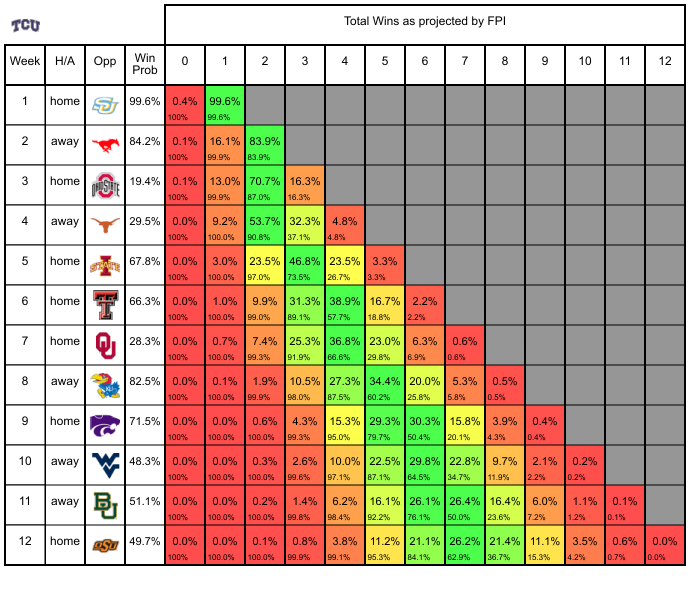 TCU
Total Wins as projected by FPI
Week H/A Opp Win Prob 0 1 2 3 4 5 6 7 8 9 10 11 12
1 home 99.6% 0.4% 99.6%
100% 99.6%
2 away 84.2% 0.1% 16.1% 83.9%
100% 99.9% 83.9%
3 home OHIO STATE 19.4% 0.1% 13.0% 70.7% 16.3%
100% 99.9% 87.0% 16.3%
4 away 29.5% 0.0% 9.2% 53.7% 32.3% 4.8%
100% 100.0% 90.8% 37.1% 4.8%
5 home STATE 67.8% 0.0% 3.0% 23.5% 46.8% 23.5% 3.3%
100% 100.0% 97.0% 73.5% 26.7% 3.3%
6 home 66.3% 0.0% 1.0% 9.9% 31.3% 38.9% 16.7% 2.2%
100% 100.0% 99.0% 89.1% 57.7% 18.8% 2.2%
7 home OU 28.3% 0.0% 0.7% 7.4% 25.3% 36.8% 23.0% 6.3% 0.6%
100% 100.0% 99.3% 91.9% 66.6% 29.8% 6.9% 0.6%
8 away 82.5% 0.0% 0.1% 1.9% 10.5% 27.3% 34.4% 20.0% 5.3% 0.5%
100% 100.0% 99.9% 98.0% 87.5% 60.2% 25.8% 5.8% 0.5%
9 home 71.5% 0.0% 0.0% 0.6% 4.3% 15.3% 29.3% 30.3% 15.8% 3.9% 0.4%
100% 100.0% 100.0% 99.3% 95.0% 79.7% 50.4% 20.1% 4.3% 0.4%
10 away WV 48.3% 0.0% 0.0% 0.3% 2.6% 10.0% 22.5% 29.8% 22.8% 9.7% 2.1% 0.2%
100% 100.0% 100.0% 99.6% 97.1% 87.1% 64.5% 34.7% 11.9% 2.2% 0.2%
11 away BU 51.1% 0.0% 0.0% 0.2% 1.4% 6.2% 16.1% 26.1% 26.4% 16.4% 6.0% 1.1% 0.1%
100% 100.0% 100.0% 99.8% 98.4% 92.2% 76.1% 50.0% 23.6% 7.2% 1.2% 0.1%
12 home OSU 49.7% 0.0% 0.0% 0.1% 0.8% 3.8% 11.2% 21.1% 26.2% 21.4% 11.1% 3.5% 0.6% 0.0%
100% 100.0% 100.0% 99.9% 99.1% 95.3% 84.1% 62.9% 36.7% 15.3% 4.2% 0.7% 0.0%